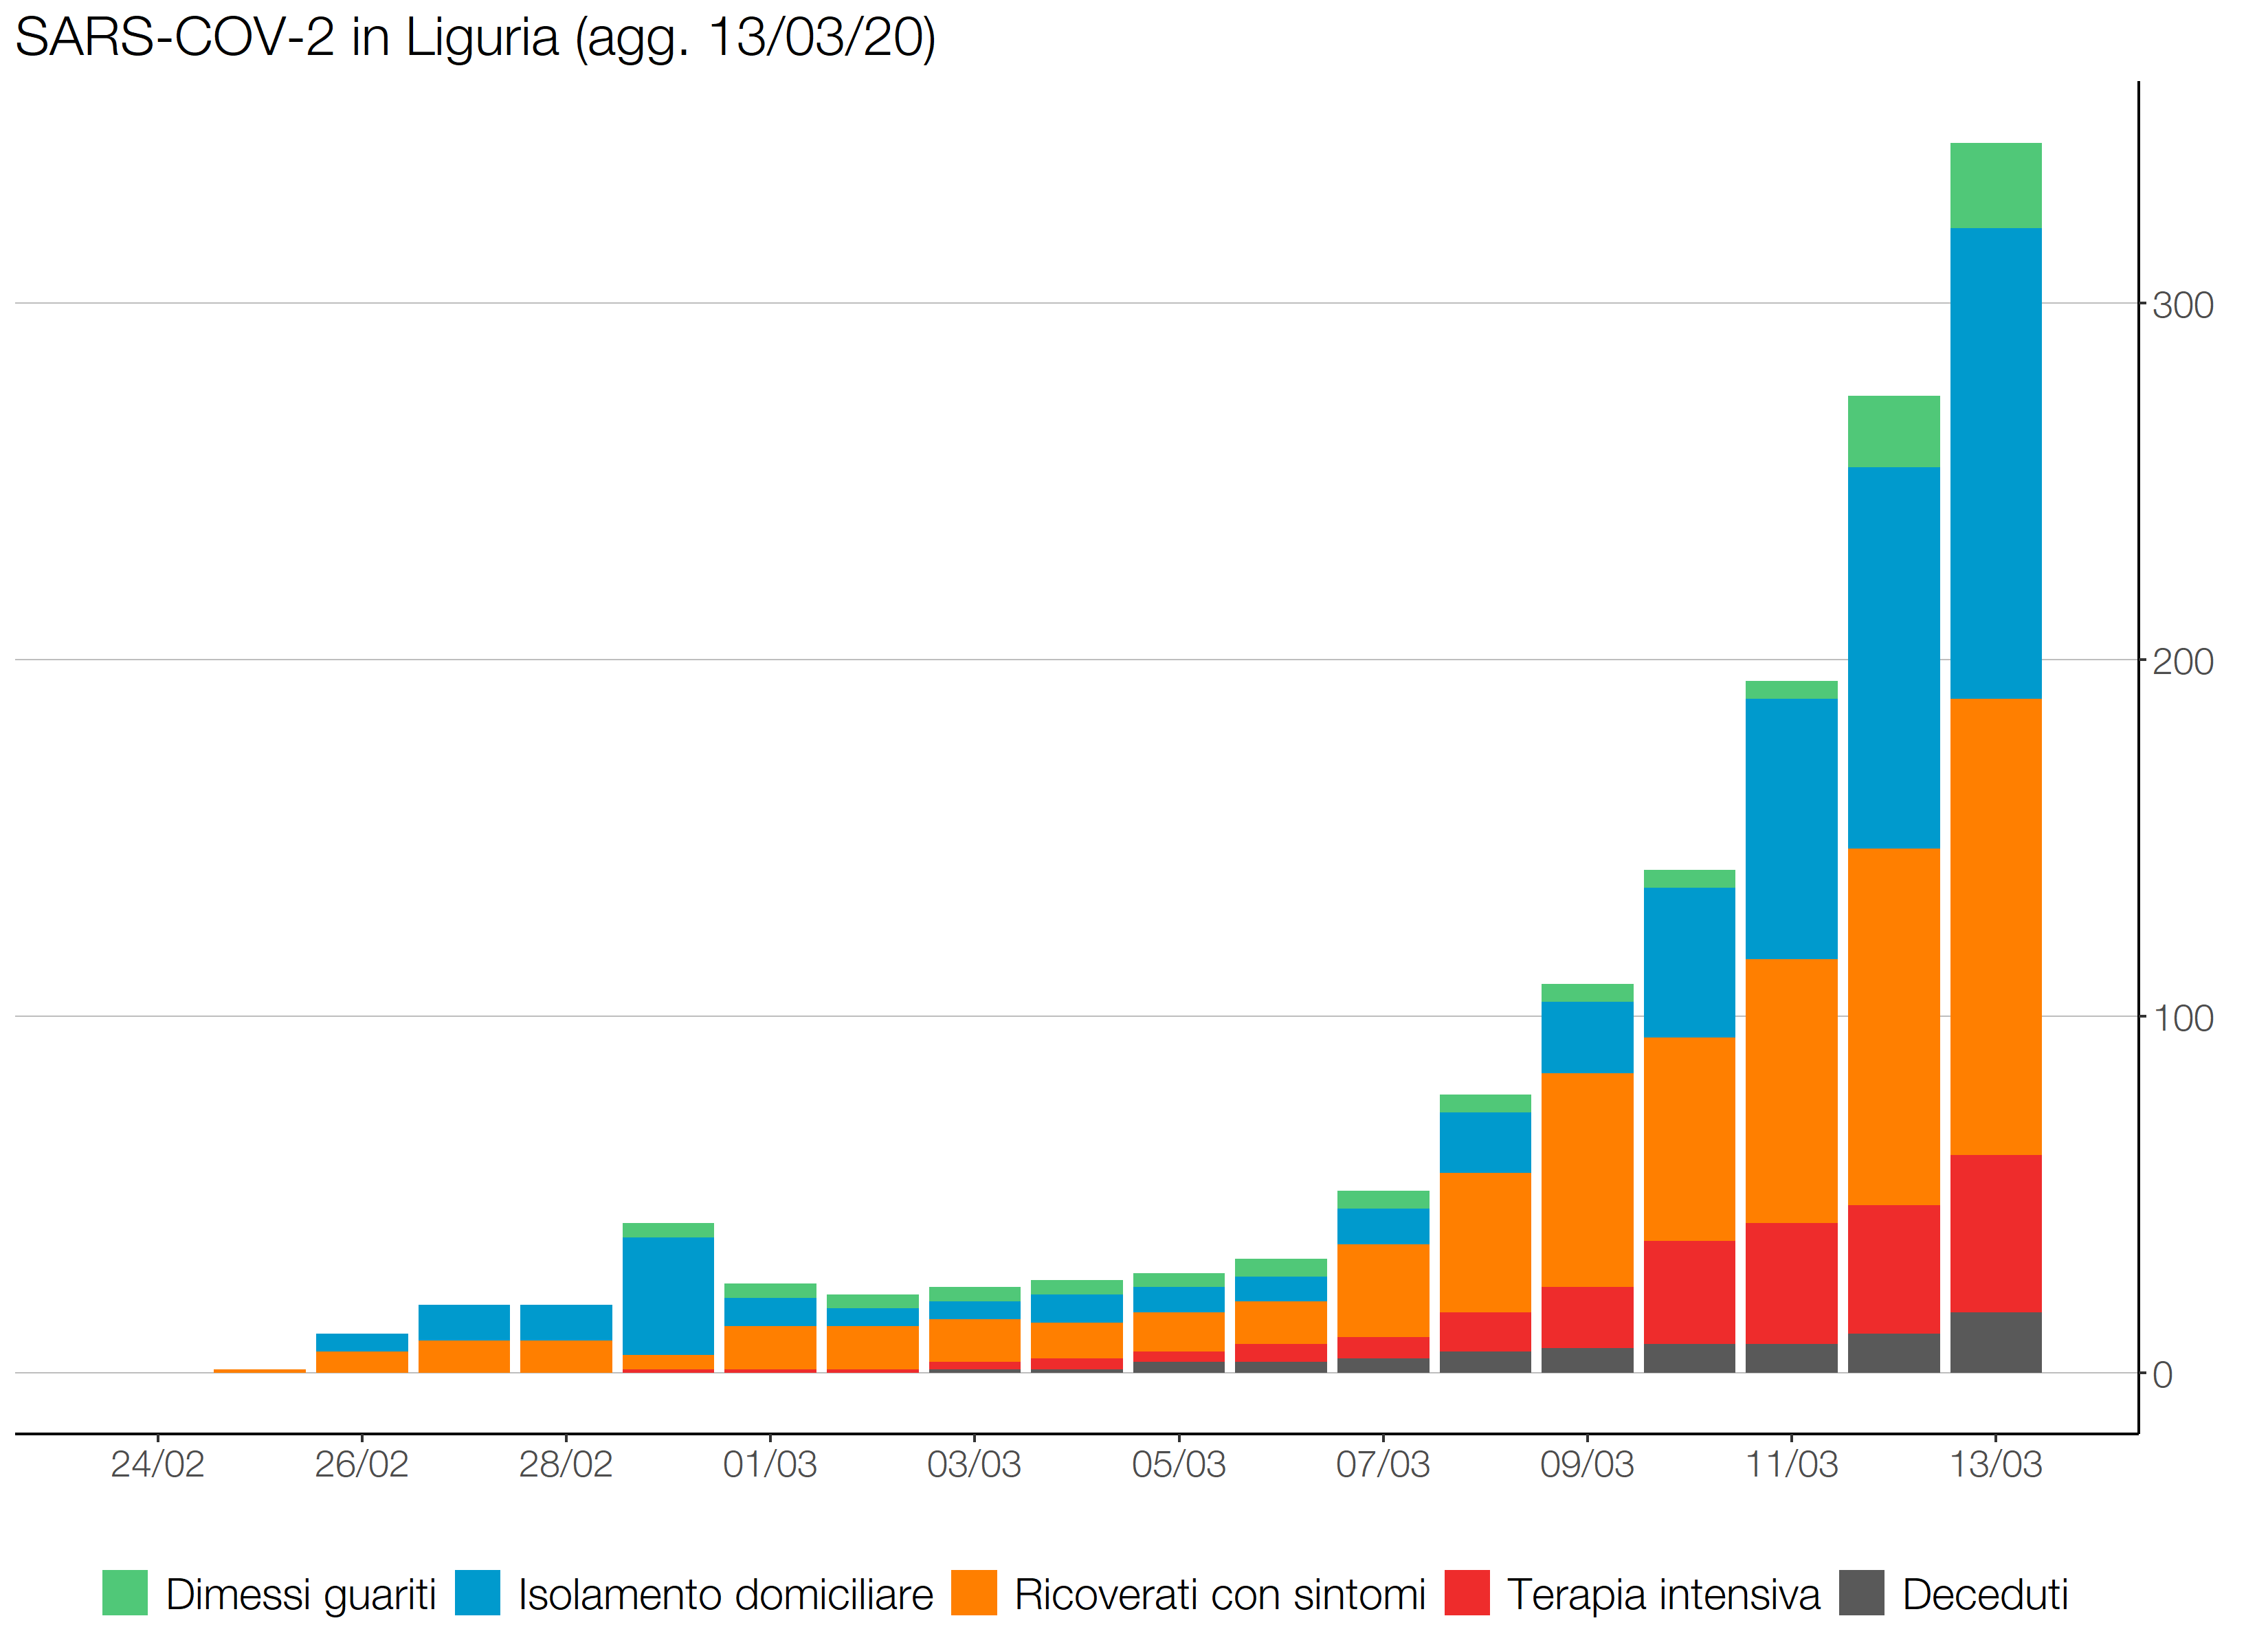 SARS-COV-2 in Liguria (agg. 13/03/20)
300
200
100
0
24/02 26/02 28/02 01/03 03/03 05/03 07/03 09/03 11/03 13/03
Dimessi guariti Isolamento domiciliare Ricoverati con sintomi Terapia intensiva Deceduti